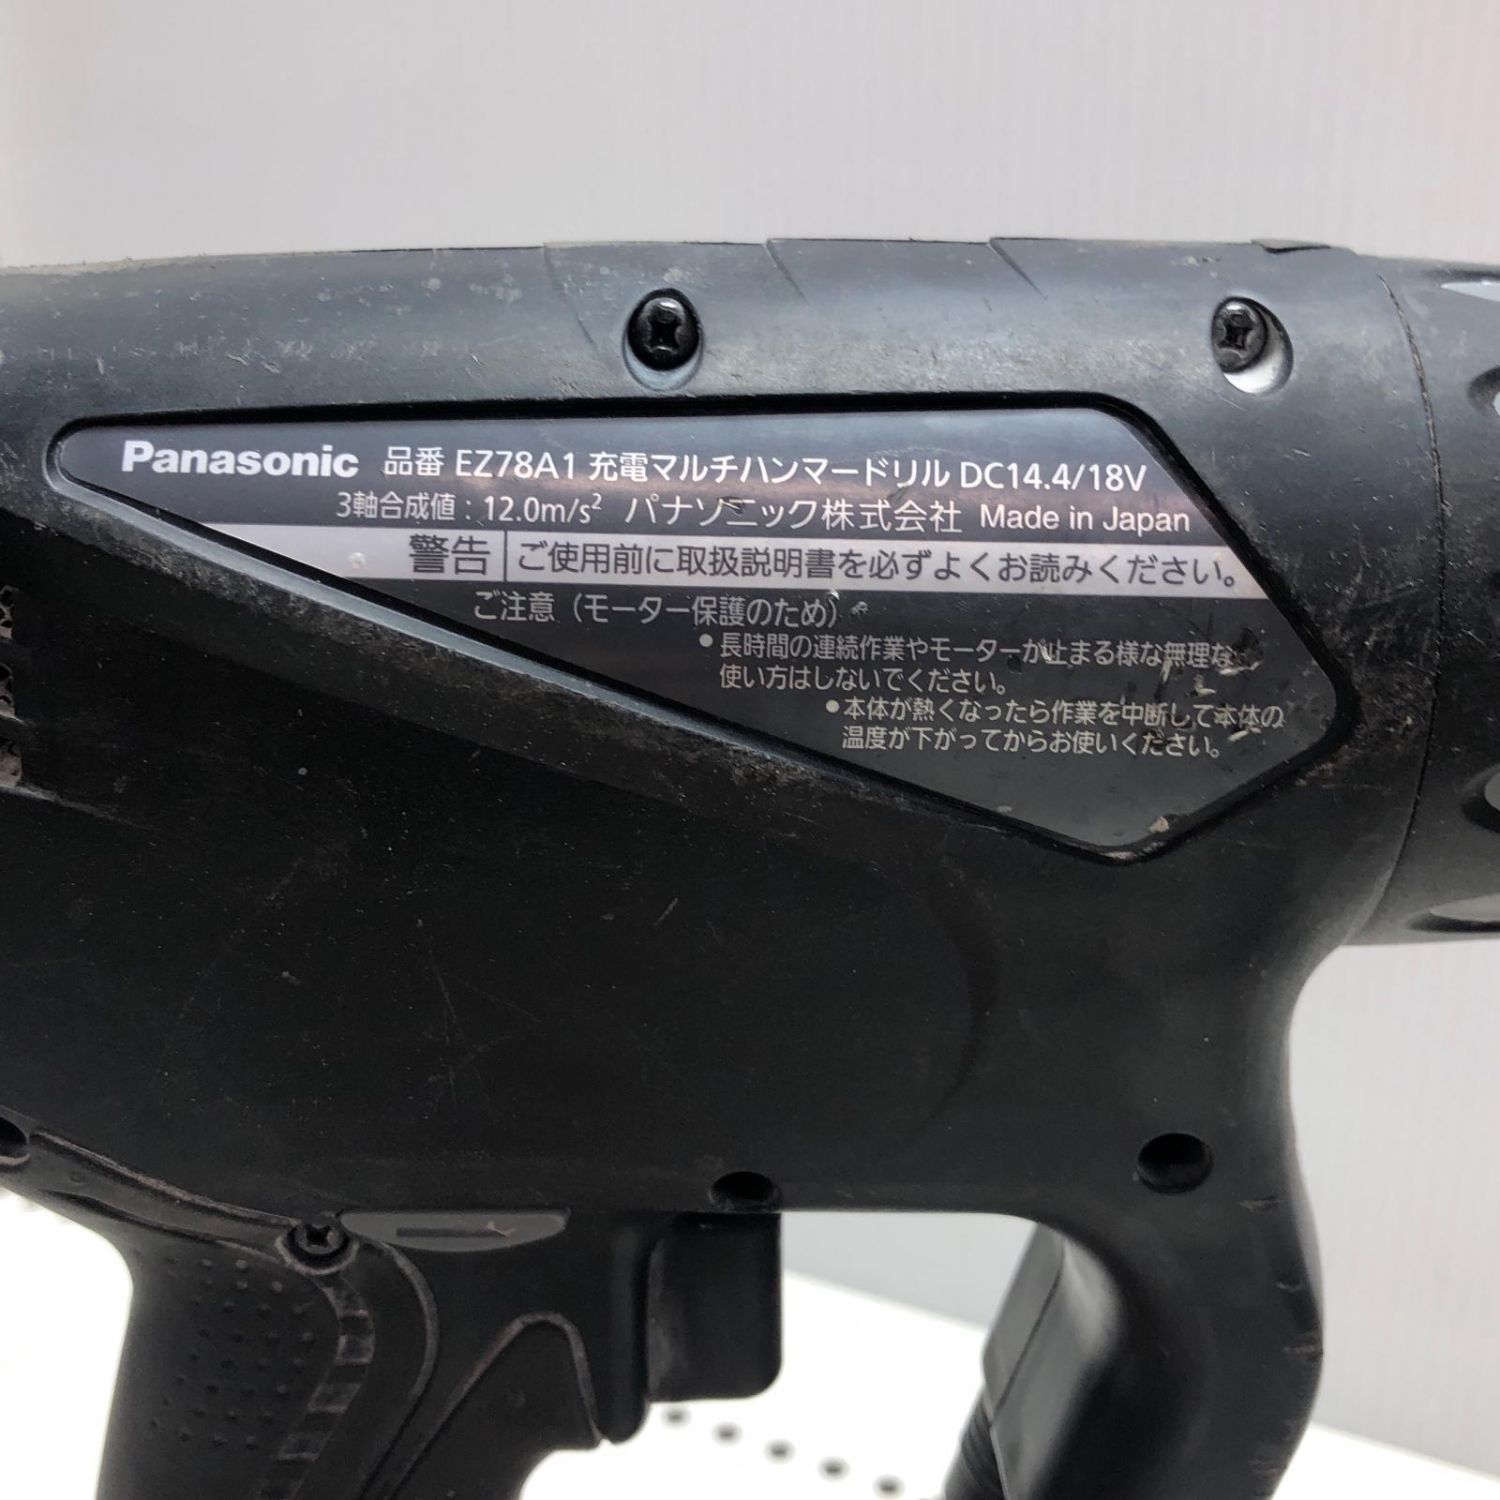 Panasonic 品番 EZ78A1 充電マルチハンマードリル DC14.4/18V
3軸合成値：12.0m/s² パナソニック株式会社 Made in Japan
警告 ご使用前に取扱説明書を必ずよくお読みください。
ご注意（モーター保護のため）
•長時間の連続作業やモーターが止まる様な無理な
使い方はしないでください。
•本体が熱くなったら作業を中断して本体の
温度が下がってからお使いください。